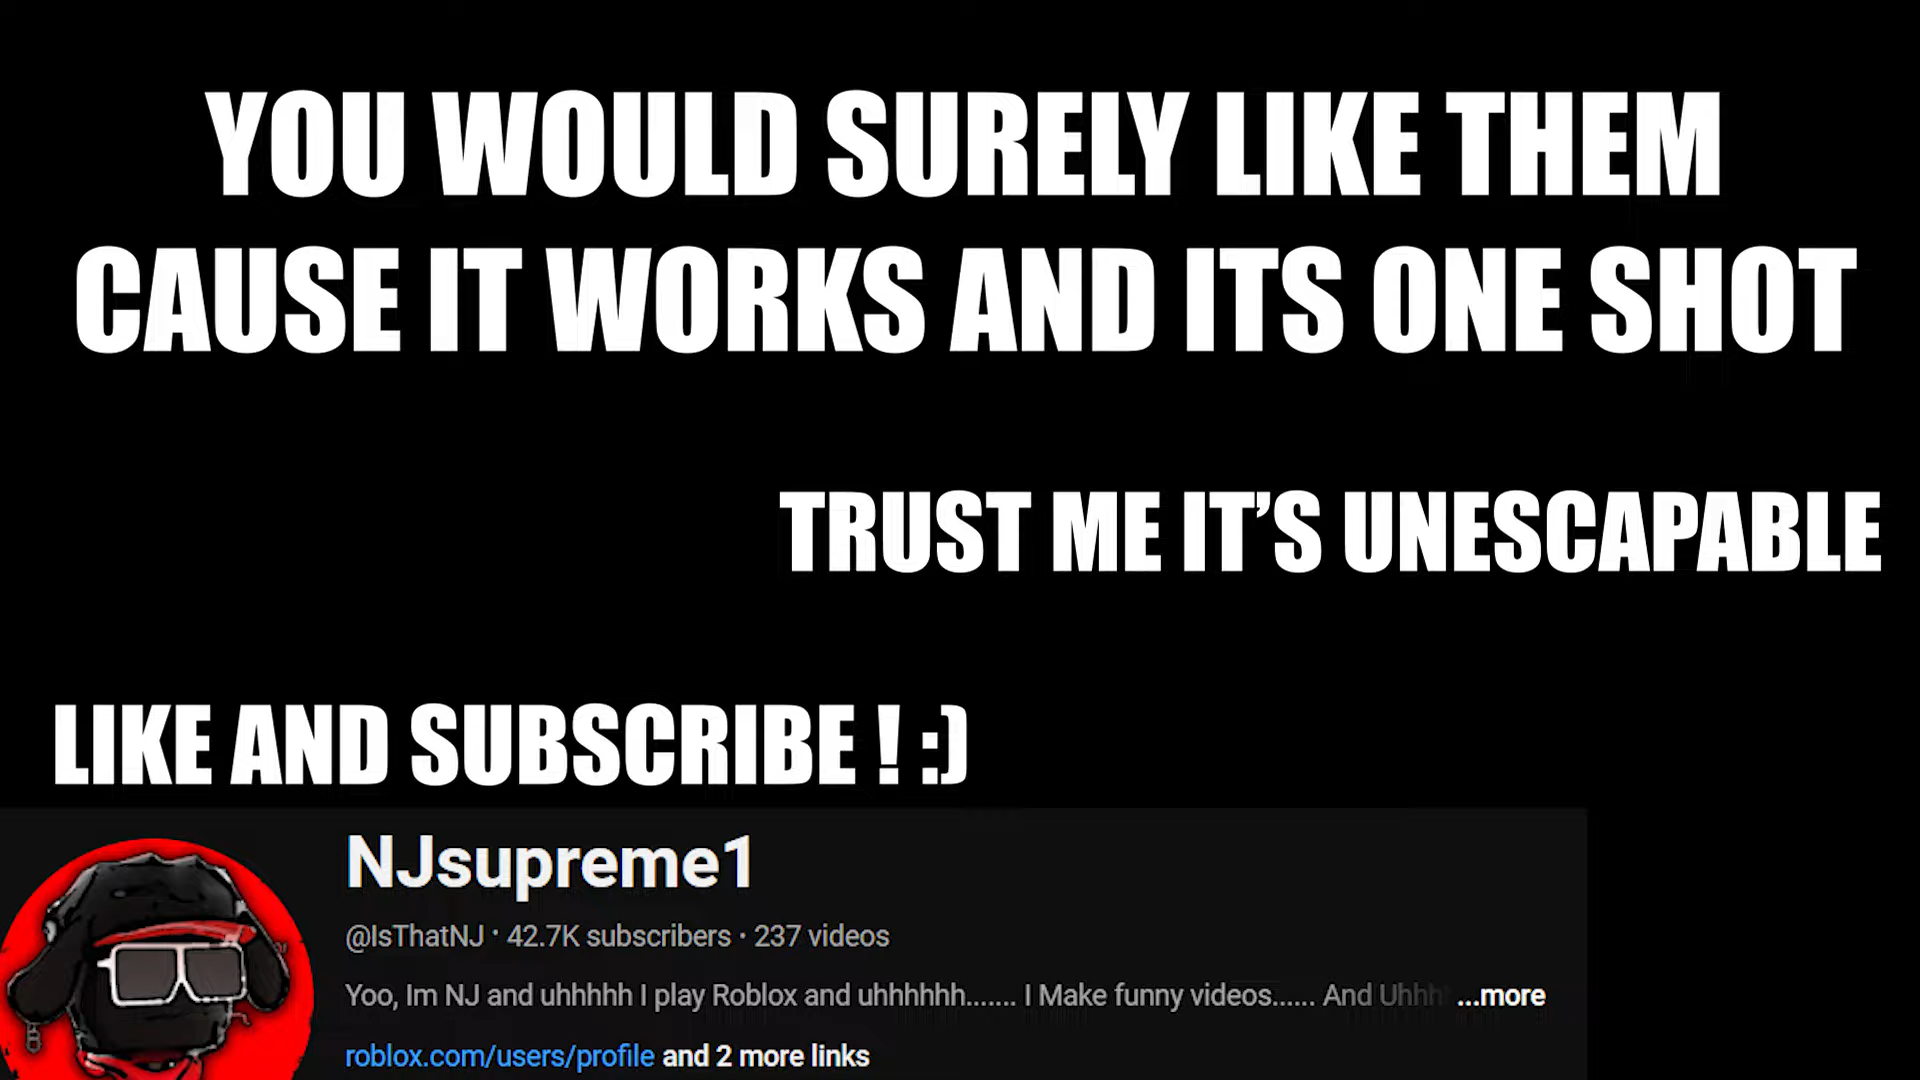 YOU WOULD SURELY LIKE THEM
CAUSE IT WORKS AND ITS ONE SHOT
TRUST ME IT’S UNESCAPABLE
LIKE AND SUBSCRIBE ! :)
NJsupreme1
@IsThatNJ • 42.7K subscribers • 237 videos
Yoo, Im NJ and uhhhhh I play Roblox and uhhhhhh....... I Make funny videos...... And Uhhh ...more
roblox.com/users/profile and 2 more links